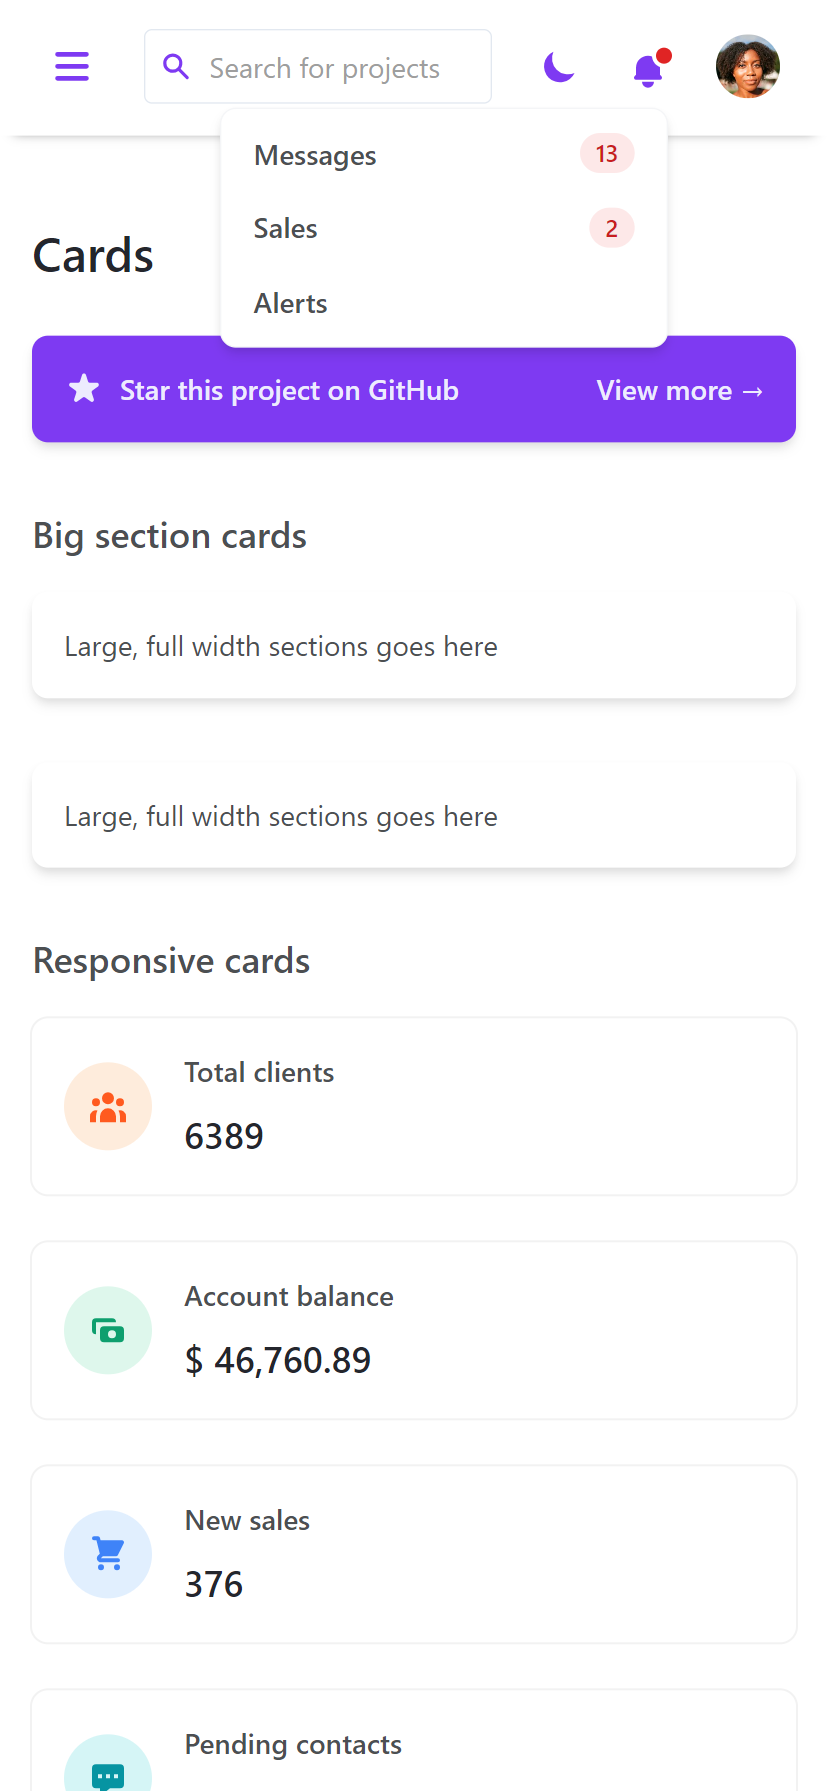 Search for projects
Messages 13
Sales 2
Alerts
Cards
Star this project on GitHub View more →
Big section cards
Large, full width sections goes here
Large, full width sections goes here
Responsive cards
Total clients
6389
Account balance
$ 46,760.89
New sales
376
Pending contacts